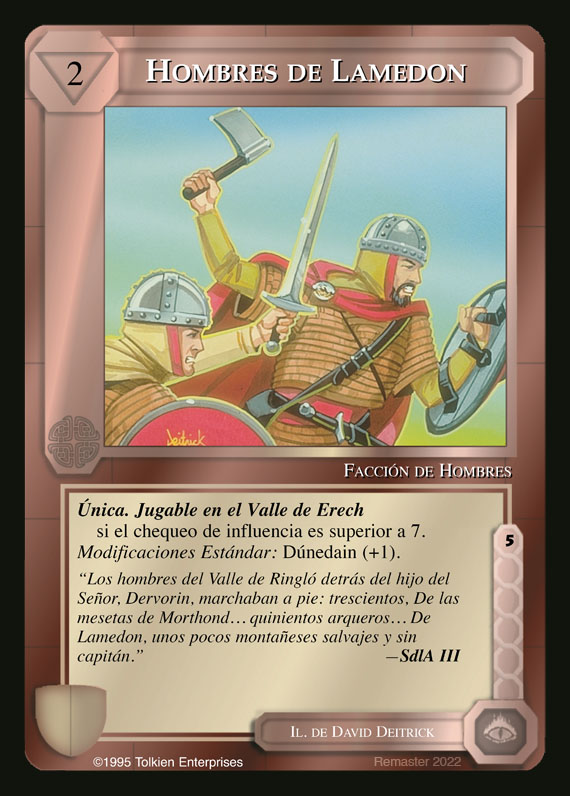 2
Hombres de Lamedon
Deitrick
Facción de Hombres
Única. Jugable en el Valle de Erech
si el chequeo de influencia es superior a 7.
Modificaciones Estándar: Dúnedain (+1).
“Los hombres del Valle de Ringló detrás del hijo del
Señor, Dervorin, marchaban a pie: trescientos, De las
mesetas de Morthond… quinientos arqueros… De
Lamedon, unos pocos montañeses salvajes y sin
capitán.” —SdlA III
5
Il. de David Deitrick
©1995 Tolkien Enterprises
Remaster 2022